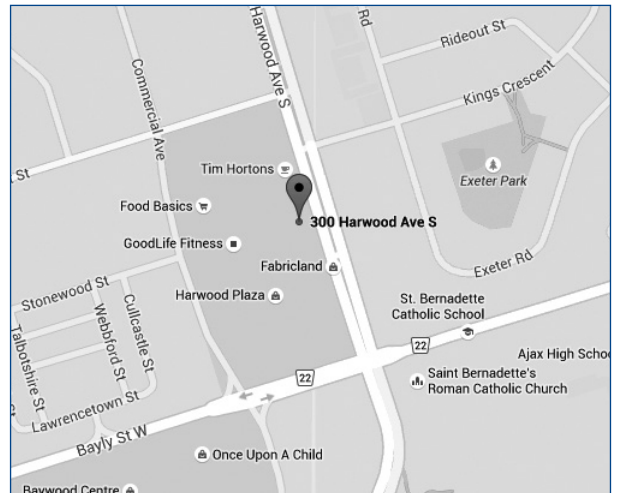 Harwood Ave S
Rd
Rideout St
Commercial Ave
Kings Crescent
St
Tim Hortons
Exeter Park
Food Basics
300 Harwood Ave S
GoodLife Fitness
Fabricland
Exeter Rd
Stonewood St
Harwood Plaza
St. Bernadette
Catholic School
Cullcastle St
Webbford St
Talbotshire St
22
Ajax High Schoo
22
Saint Bernadette's
Roman Catholic Church
Lawrencetown St
St
Bayly St W
Once Upon A Child
Baywood Centre